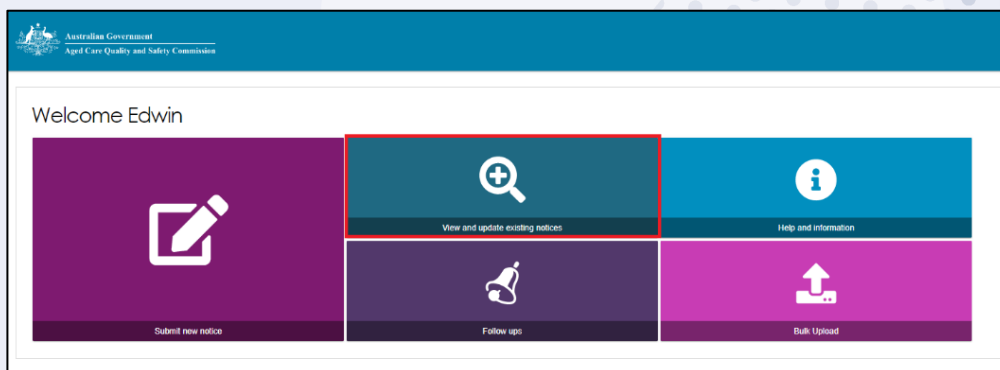 Australian Government
Aged Care Quality and Safety Commission
Welcome Edwin
View and update existing notices
Help and information
Submit new notice
Follow ups
Bulk Upload